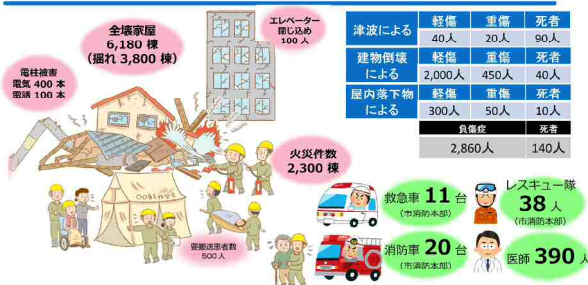 全壊家屋
6,180 棟
(揺れ 3,800 棟)
エレベーター
閉じ込め
100 人
電柱被害
電気 400 本
電話 100 本
火災件数
2,300 棟
要搬送患者数
500 人
津波による
軽傷 重傷 死者
40人 20人 90人
建物倒壊
による
軽傷 重傷 死者
2,000人 450人 40人
屋内落下物
による
軽傷 重傷 死者
300人 50人 10人
負傷症 死者
2,860人 140人
救急車 11 台
(市消防本部)
レスキュー隊
38 人
(市消防本部)
消防車 20 台
(市消防本部)
医師 390 人